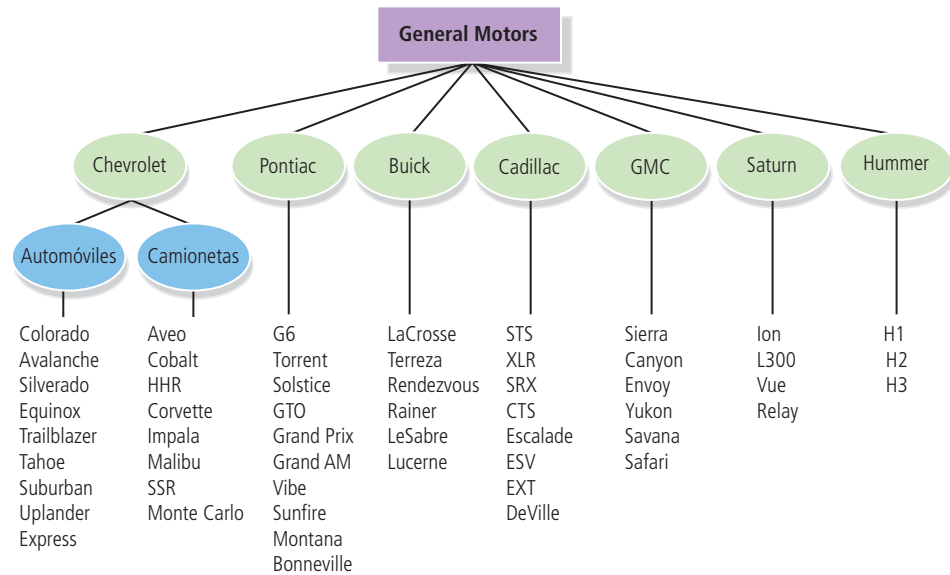 General Motors
Chevrolet
Pontiac
Buick
Cadillac
GMC
Saturn
Hummer
Automóviles
Camionetas
Colorado
Avalanche
Silverado
Equinox
Trailblazer
Tahoe
Suburban
Uplander
Express
Aveo
Cobalt
HHR
Corvette
Impala
Malibu
SSR
Monte Carlo
G6
Torrent
Solstice
GTO
Grand Prix
Grand AM
Vibe
Sunfire
Montana
Bonneville
LaCrosse
Terreza
Rendezvous
Rainer
LeSabre
Lucerne
STS
XLR
SRX
CTS
Escalade
ESV
EXT
DeVille
Sierra
Canyon
Envoy
Yukon
Savana
Safari
Ion
L300
Vue
Relay
H1
H2
H3